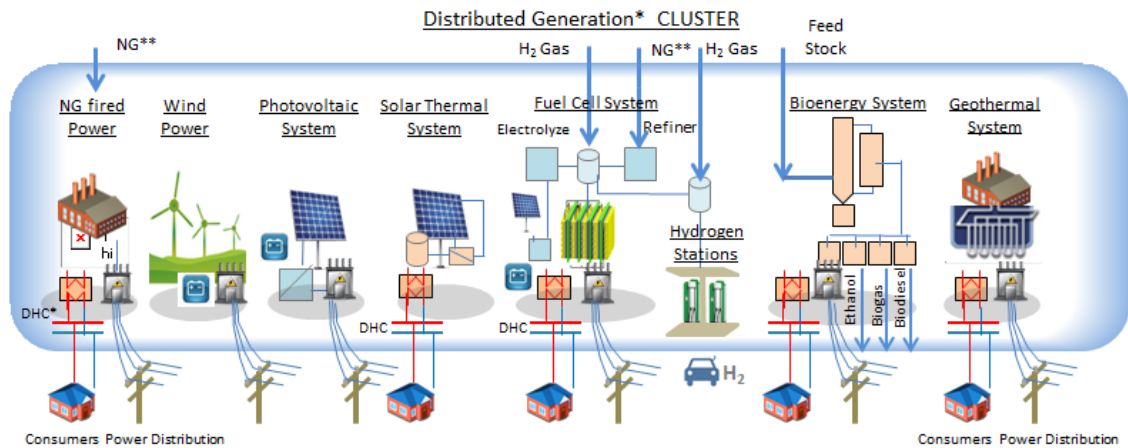 Distributed Generation* CLUSTER
NG**
H2 Gas
NG**
H2 Gas
Feed
Stock
NG fired
Power
Wind
Power
Photovoltaic
System
Solar Thermal
System
Fuel Cell System
Bioenergy System
Geothermal
System
Electrolyze
Refiner
hi
Hydrogen
Stations
Ethanol
Biogas
Biodiesel
DHC*
DHC
DHC
H2
Consumers Power Distribution
Consumers Power Distribution